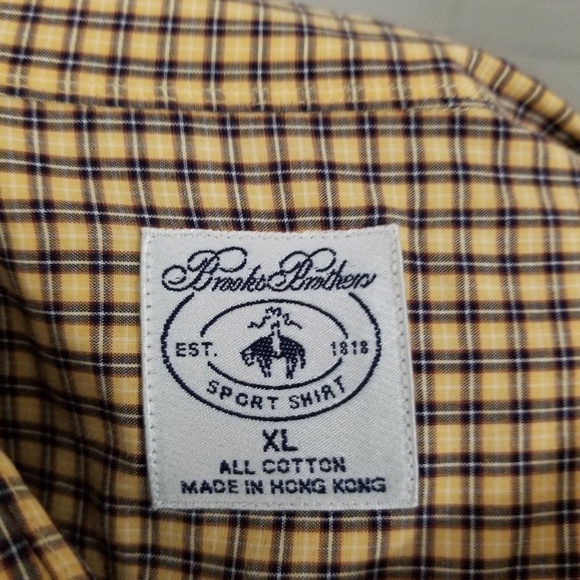 Brooks Brothers
EST. 1818
SPORT SHIRT
XL
ALL COTTON
MADE IN HONG KONG